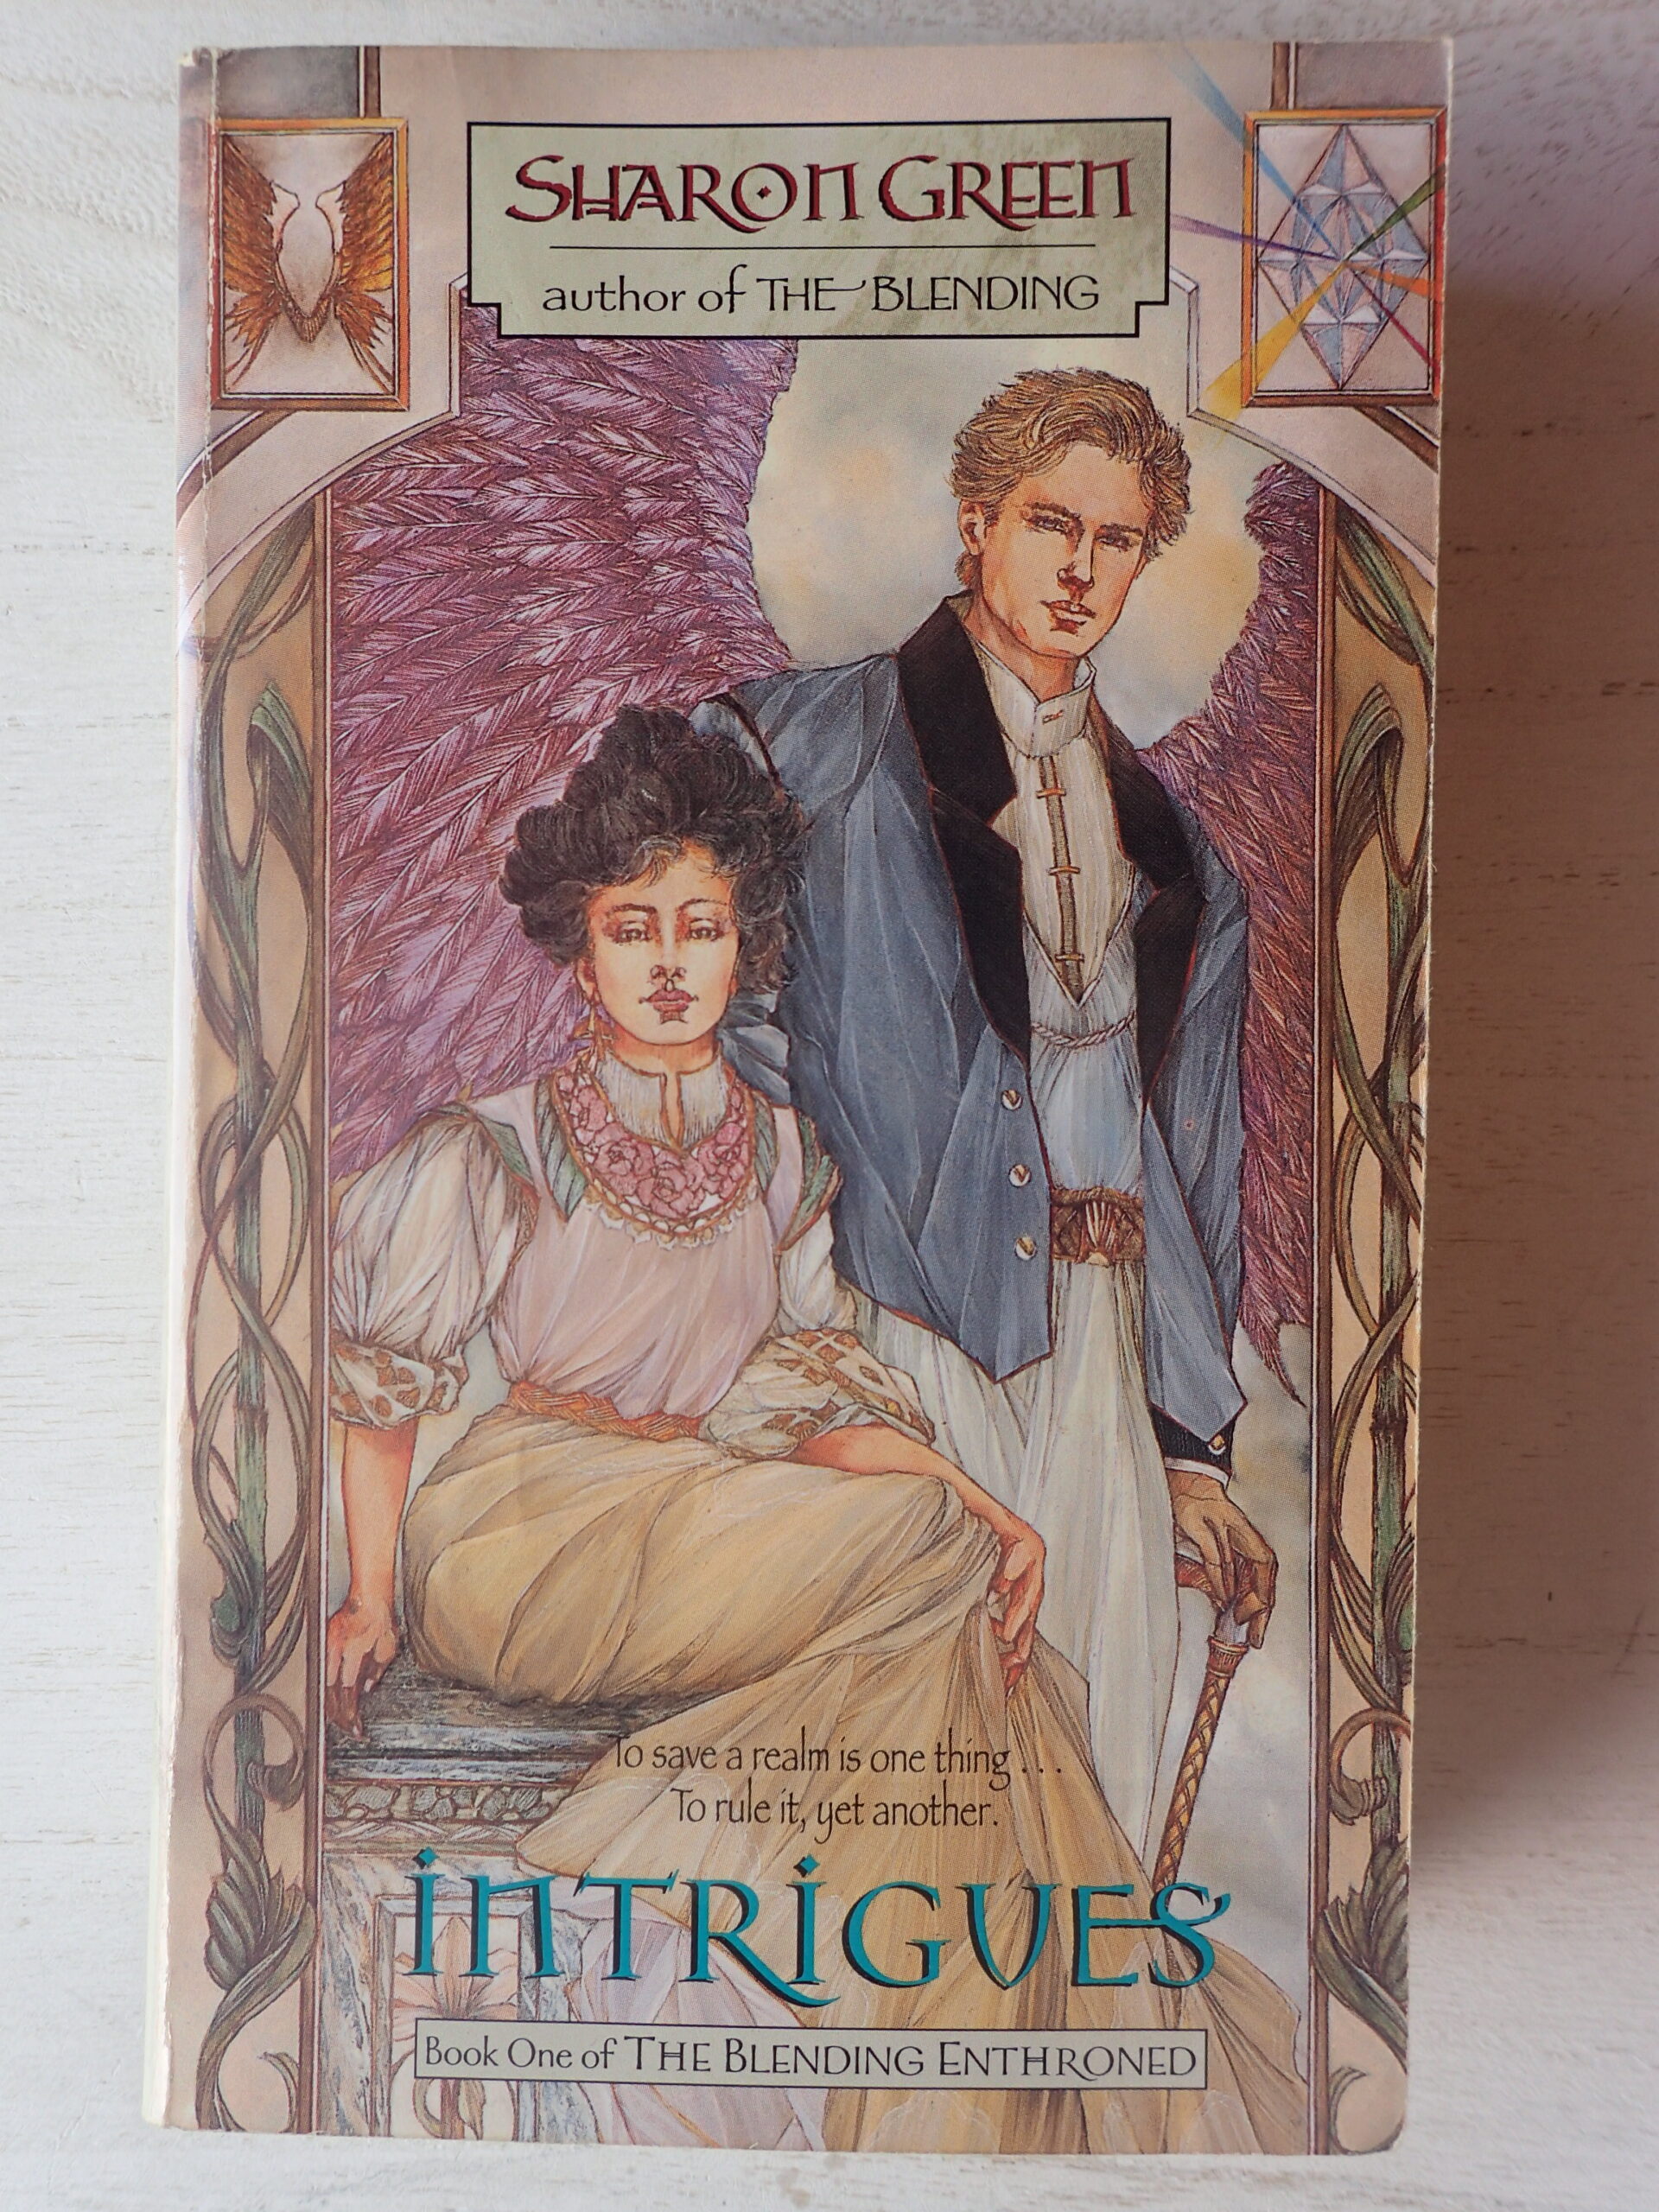 SHARON GREEN
author of THE BLENDING
To save a realm is one thing . . .
To rule it, yet another.
INTRIGUES
Book One of THE BLENDING ENTHRONED